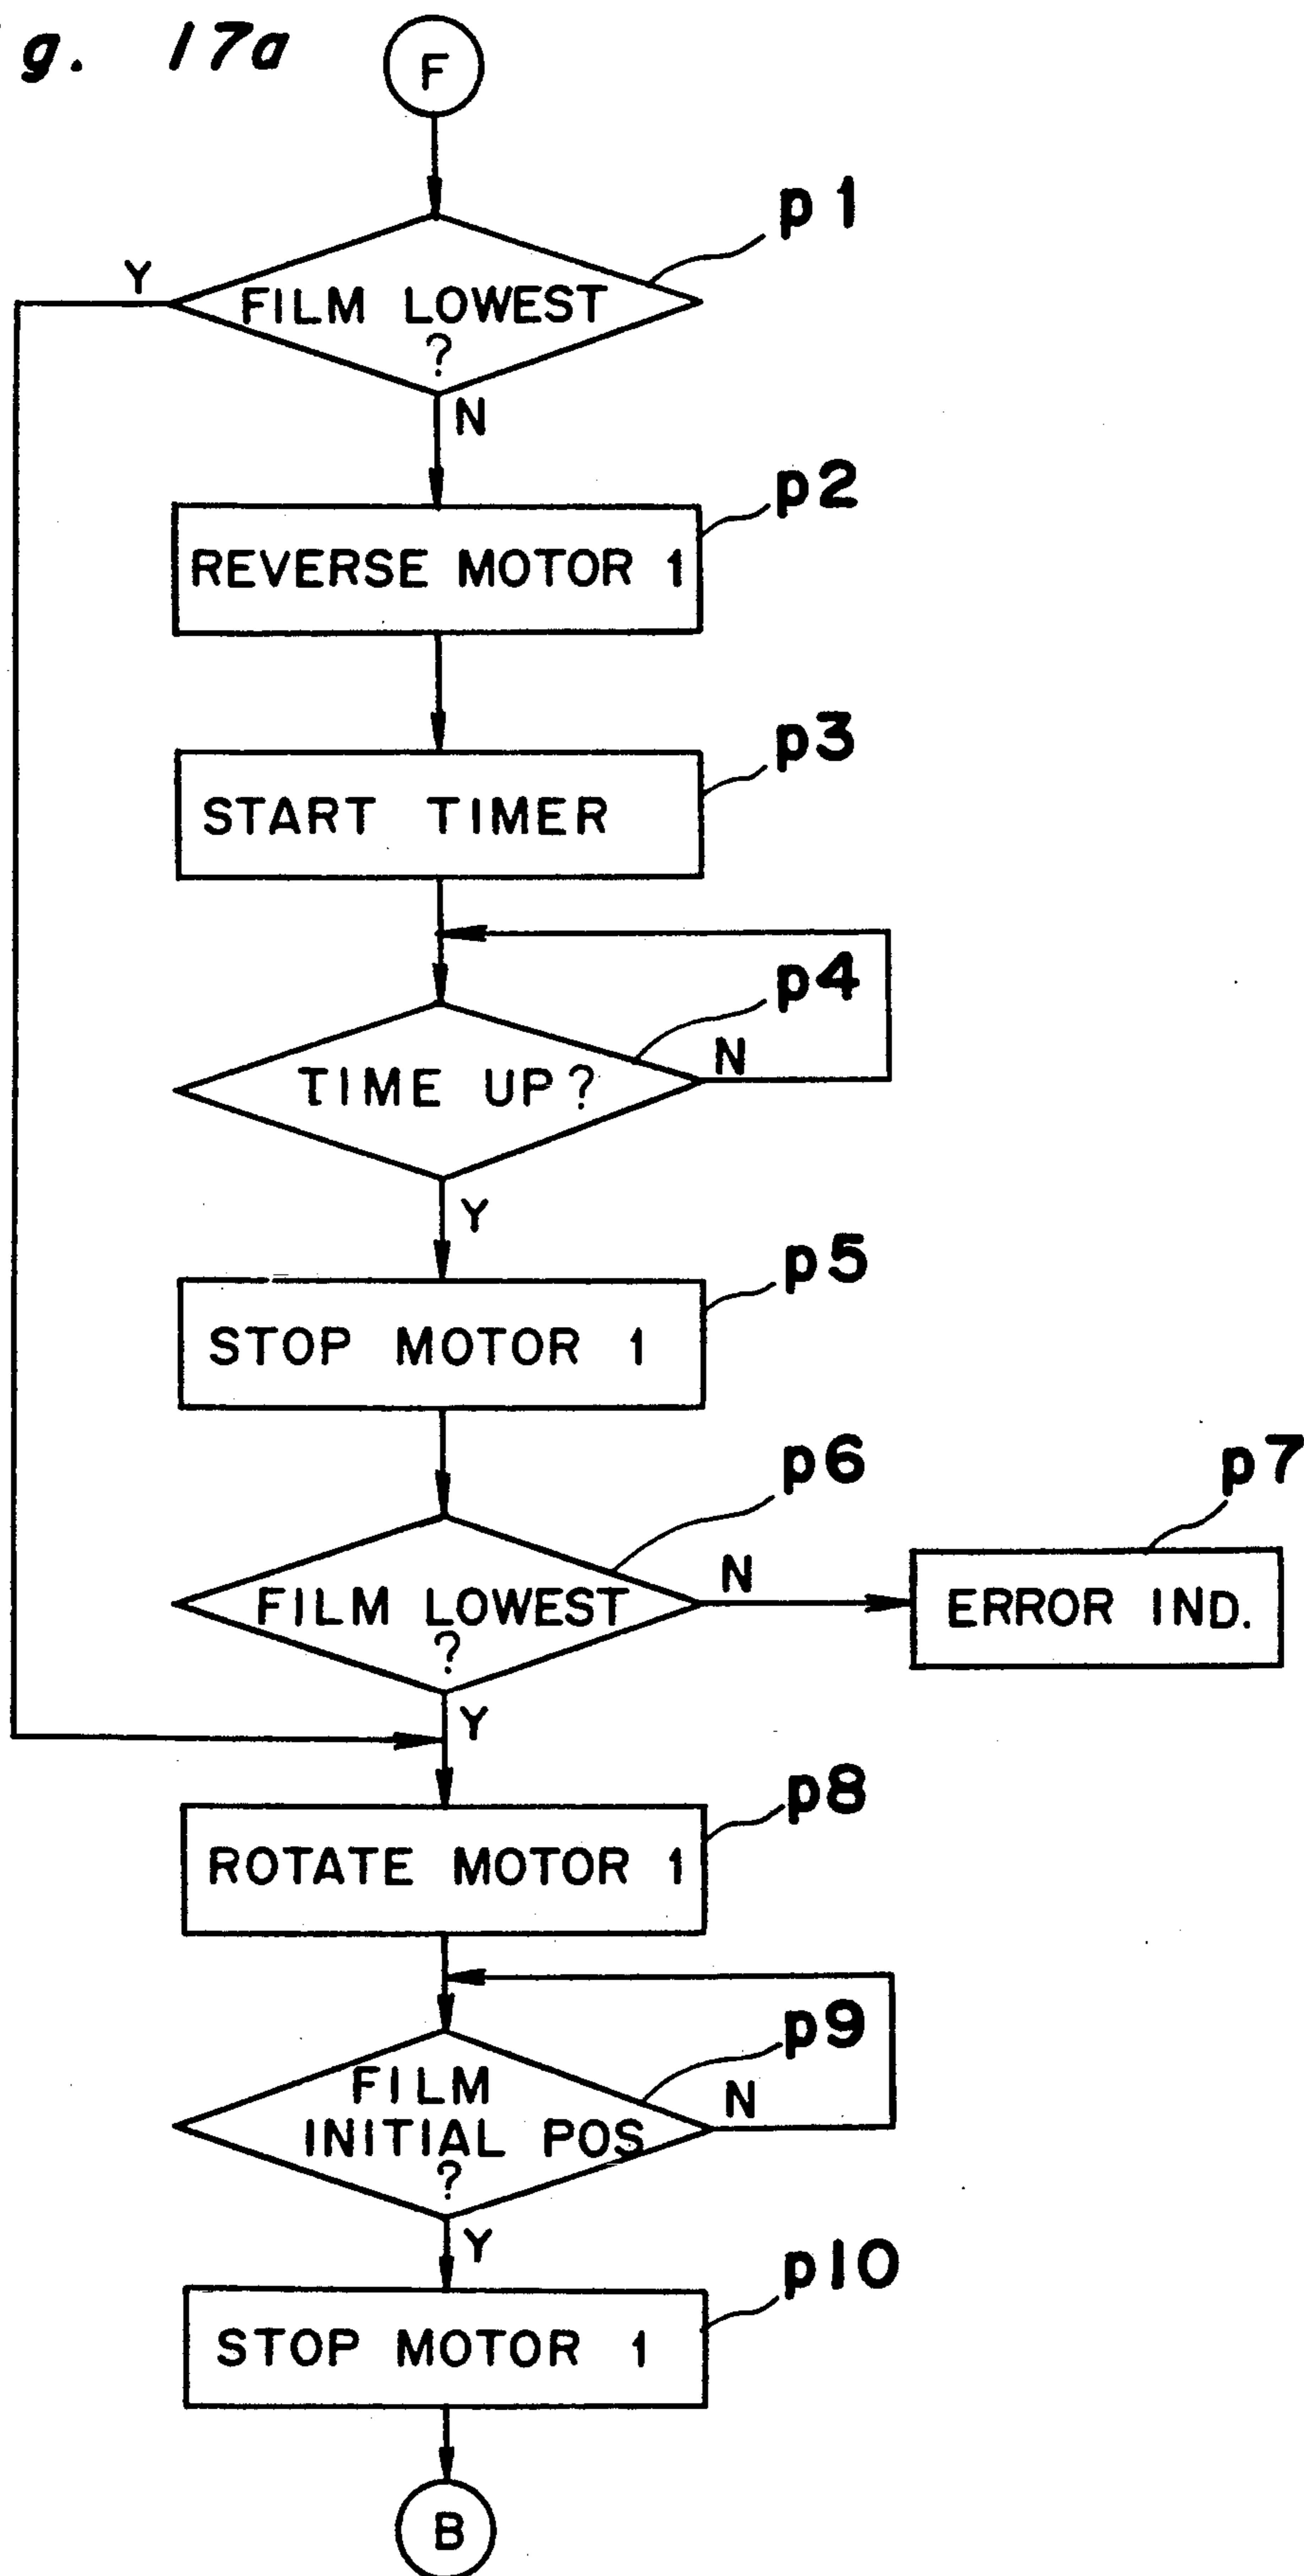 g. 17a
F
p1
Y
FILM LOWEST
?
N
p2
REVERSE MOTOR 1
p3
START TIMER
p4
TIME UP?
N
Y
p5
STOP MOTOR 1
p6
p7
FILM LOWEST
?
N
ERROR IND.
Y
p8
ROTATE MOTOR 1
p9
FILM
INITIAL POS
?
N
Y
p10
STOP MOTOR 1
B